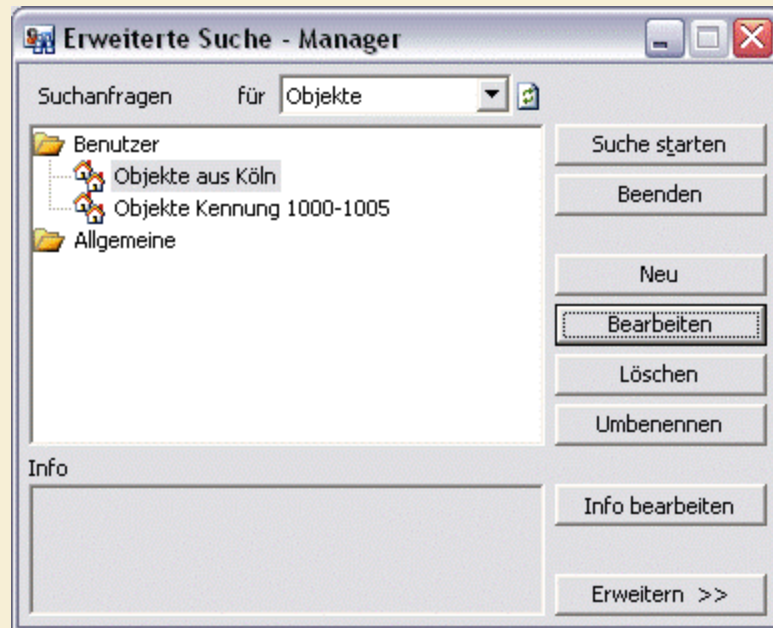 Erweiterte Suche - Manager
Suchanfragen für Objekte
Benutzer
Objekte aus Köln
Objekte Kennung 1000-1005
Allgemeine
Suche starten
Beenden
Neu
Bearbeiten
Löschen
Umbenennen
Info
Info bearbeiten
Erweitern >>